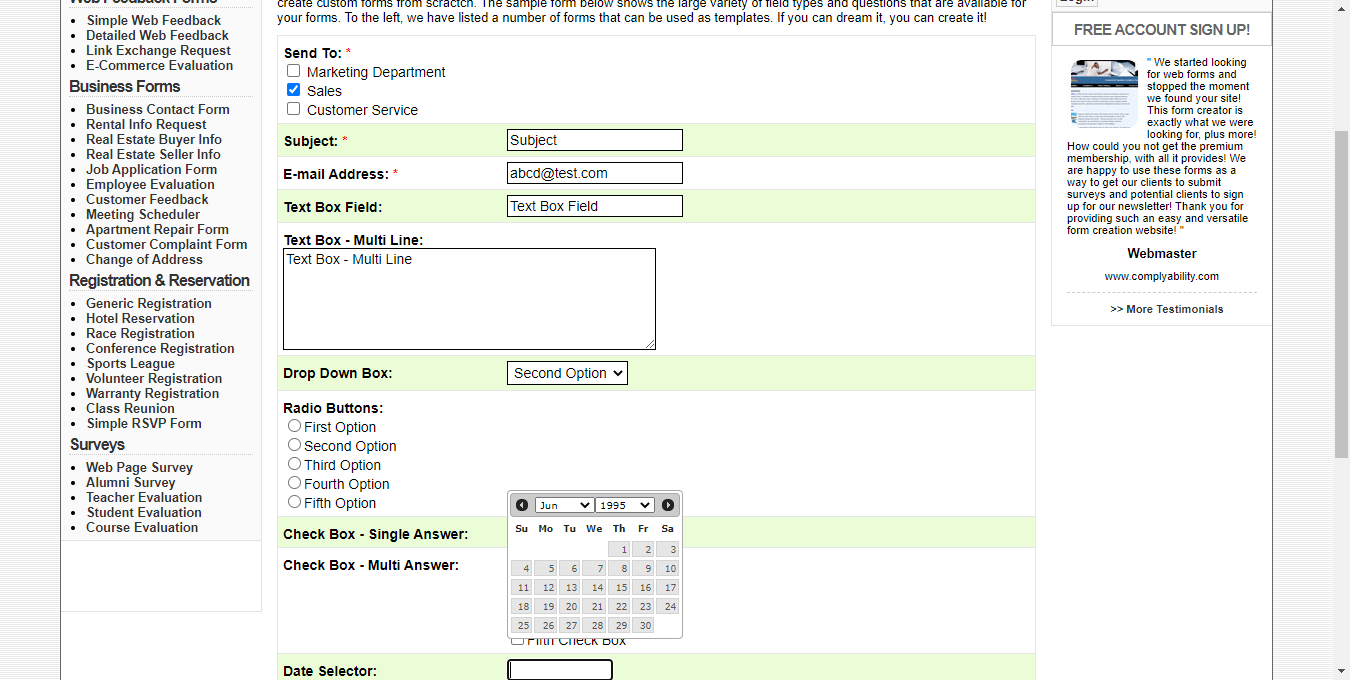 Web Feedback Forms
Simple Web Feedback
Detailed Web Feedback
Link Exchange Request
E-Commerce Evaluation
Business Forms
Business Contact Form
Rental Info Request
Real Estate Buyer Info
Real Estate Seller Info
Job Application Form
Employee Evaluation
Customer Feedback
Meeting Scheduler
Apartment Repair Form
Customer Complaint Form
Change of Address
Registration & Reservation
Generic Registration
Hotel Reservation
Race Registration
Conference Registration
Sports League
Volunteer Registration
Warranty Registration
Class Reunion
Simple RSVP Form
Surveys
Web Page Survey
Alumni Survey
Teacher Evaluation
Student Evaluation
Course Evaluation
create custom forms from scractch. The sample form below shows the large variety of field types and questions that are available for
your forms. To the left, we have listed a number of forms that can be used as templates. If you can dream it, you can create it!
Send To: *
Marketing Department
Sales
Customer Service
Subject: * Subject
E-mail Address: * abcd@test.com
Text Box Field: Text Box Field
Text Box - Multi Line:
Text Box - Multi Line
Drop Down Box: Second Option
Radio Buttons:
First Option
Second Option
Third Option
Fourth Option
Fifth Option
Check Box - Single Answer:
Check Box - Multi Answer:
Jun 1995
Su Mo Tu We Th Fr Sa
1 2 3
4 5 6 7 8 9 10
11 12 13 14 15 16 17
18 19 20 21 22 23 24
25 26 27 28 29 30
Fifth Check Box
Date Selector:
Login
FREE ACCOUNT SIGN UP!
" We started looking
for web forms and
stopped the moment
we found your site!
This form creator is
exactly what we were
looking for, plus more!
How could you not get the premium
membership, with all it provides! We
are happy to use these forms as a
way to get our clients to submit
surveys and potential clients to sign
up for our newsletter! Thank you for
providing such an easy and versatile
form creation website! "
Webmaster
www.complyability.com
>> More Testimonials